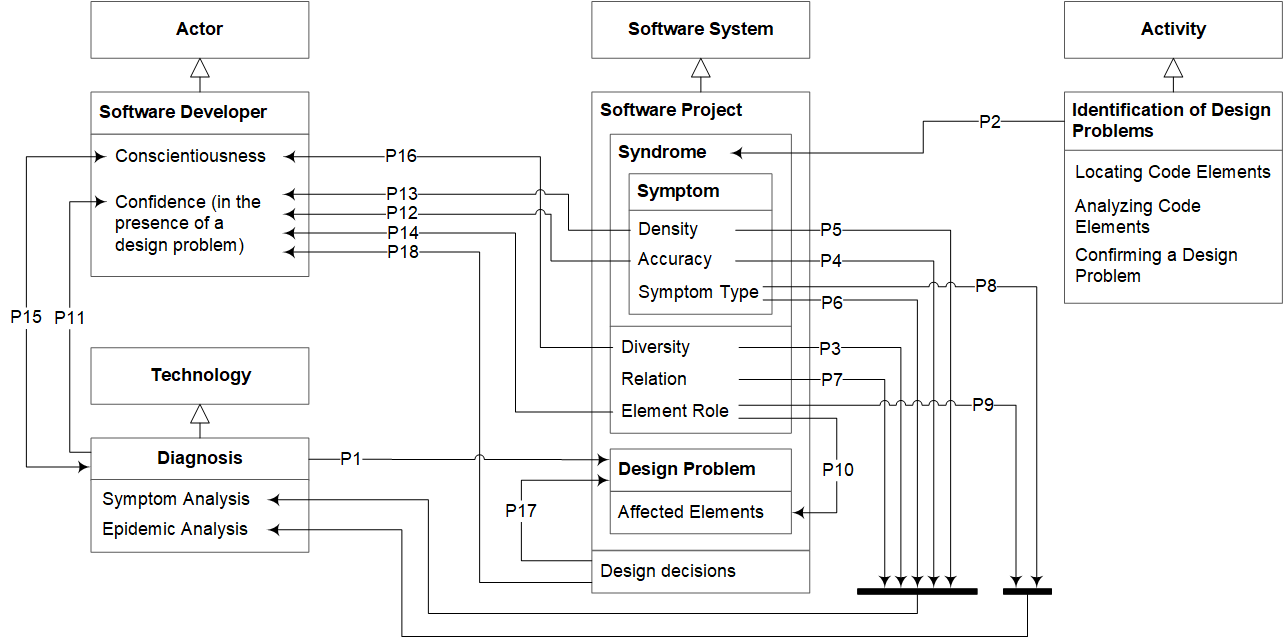 Actor
Software System
Activity
Software Developer
Conscientiousness
Confidence (in the
presence of a
design problem)
Software Project
Syndrome
Symptom
Density
Accuracy
Symptom Type
Diversity
Relation
Element Role
Design Problem
Affected Elements
Design decisions
Identification of Design
Problems
Locating Code Elements
Analyzing Code
Elements
Confirming a Design
Problem
Technology
Diagnosis
Symptom Analysis
Epidemic Analysis
P2
P16
P13
P12
P14
P18
P5
P4
P8
P6
P15
P11
P3
P7
P9
P1
P10
P17